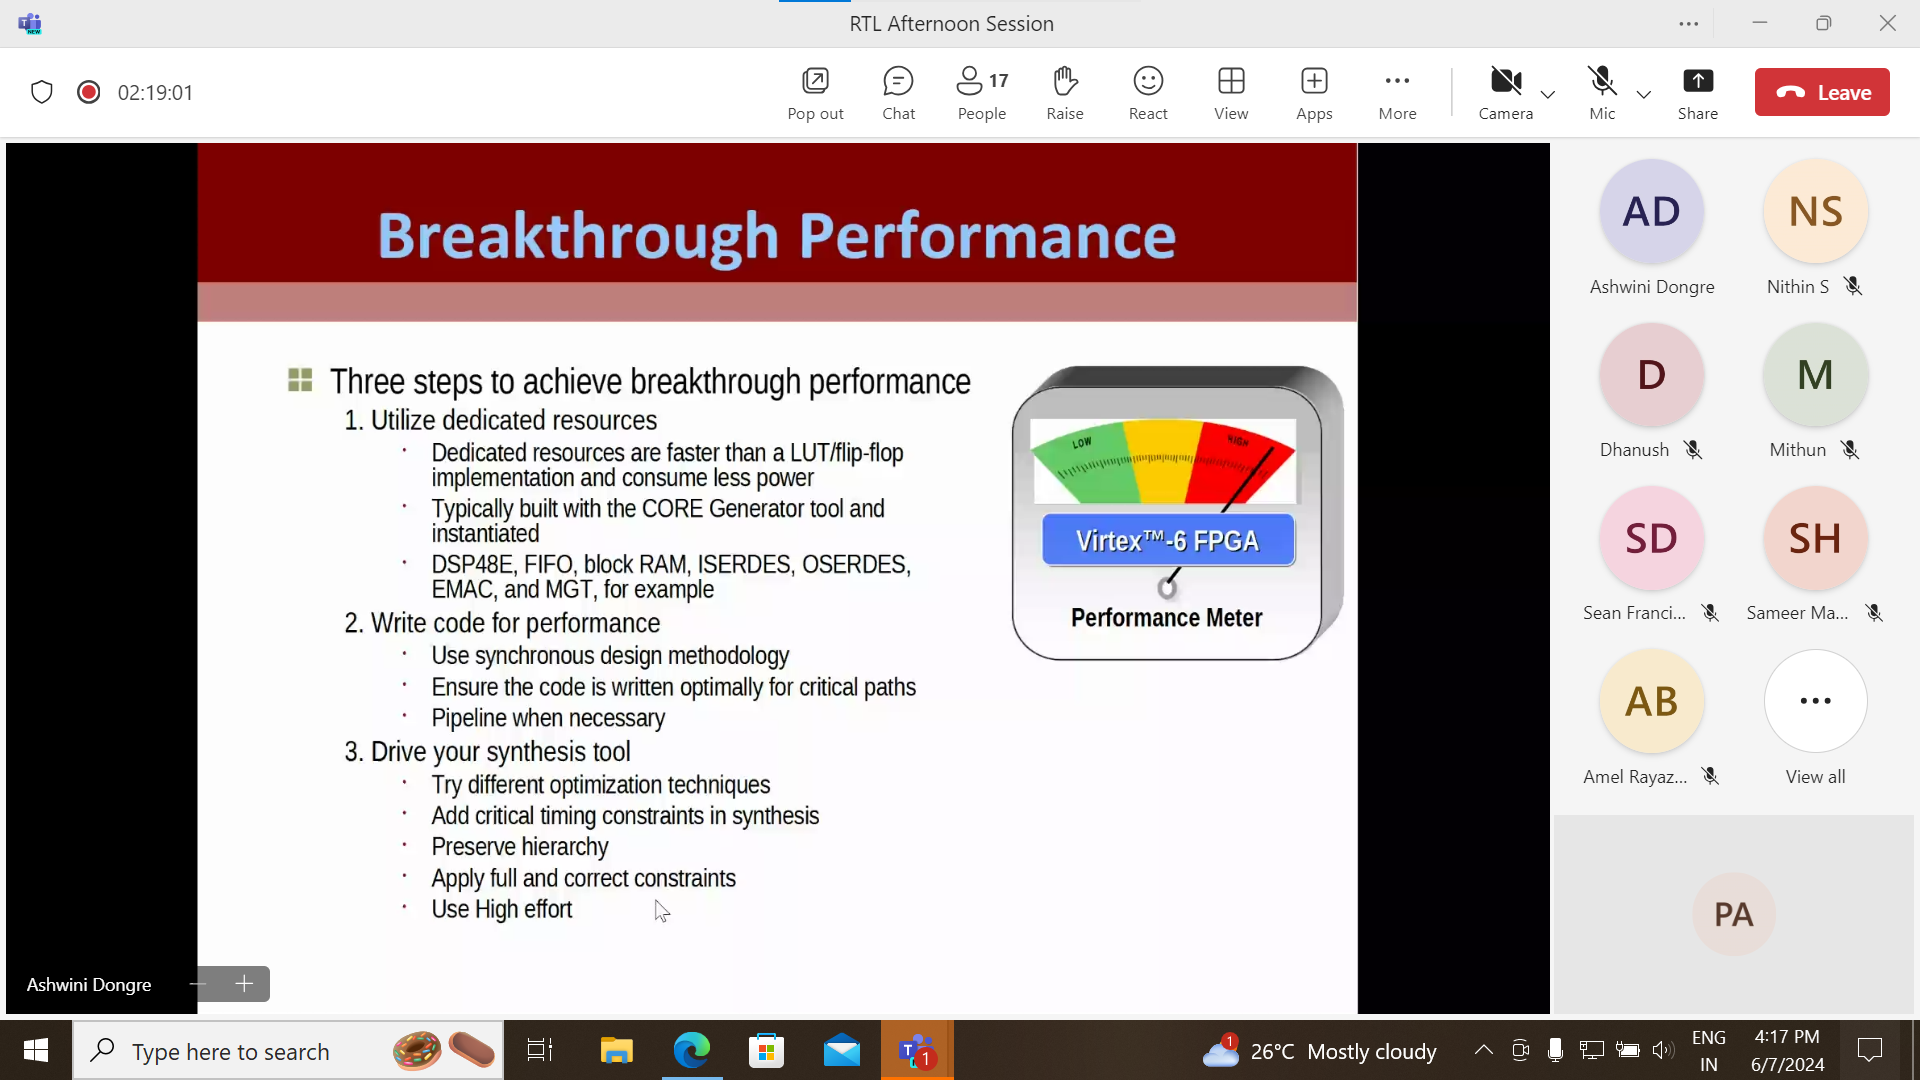 RTL Afternoon Session
NEW
02:19:01
Pop out
Chat
17
People
Raise
React
View
Apps
More
Camera
Mic
Share
Leave
Breakthrough Performance
Three steps to achieve breakthrough performance
1. Utilize dedicated resources
· Dedicated resources are faster than a LUT/flip-flop
implementation and consume less power
· Typically built with the CORE Generator tool and
instantiated
· DSP48E, FIFO, block RAM, ISERDES, OSERDES,
EMAC, and MGT, for example
2. Write code for performance
· Use synchronous design methodology
· Ensure the code is written optimally for critical paths
· Pipeline when necessary
3. Drive your synthesis tool
· Try different optimization techniques
· Add critical timing constraints in synthesis
· Preserve hierarchy
· Apply full and correct constraints
· Use High effort
LOW
HIGH
Virtex™-6 FPGA
Performance Meter
Ashwini Dongre
AD
Ashwini Dongre
NS
Nithin S
D
Dhanush
M
Mithun
SD
Sean Franci...
SH
Sameer Ma...
AB
Amel Rayaz...
View all
PA
Type here to search
1
1
26°C Mostly cloudy
ENG
IN
4:17 PM
6/7/2024